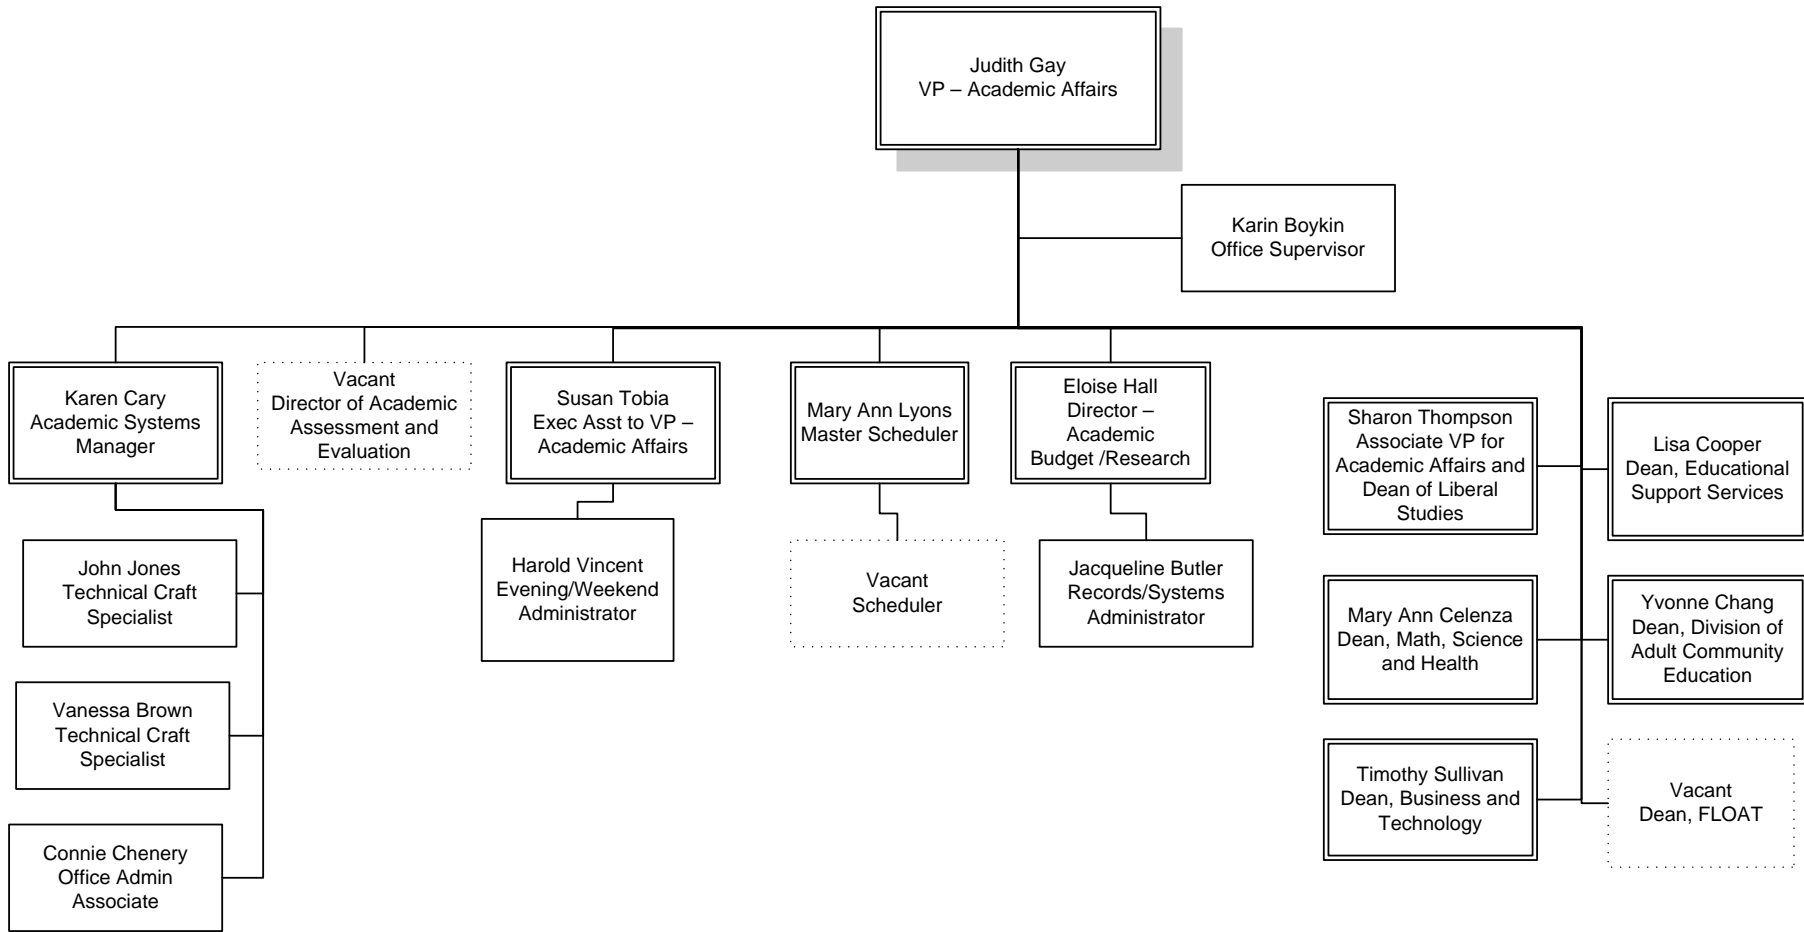 Judith Gay
VP – Academic Affairs
Karin Boykin
Office Supervisor
Karen Cary
Academic Systems
Manager
Vacant
Director of Academic
Assessment and
Evaluation
Susan Tobia
Exec Asst to VP –
Academic Affairs
Mary Ann Lyons
Master Scheduler
Eloise Hall
Director –
Academic
Budget /Research
Sharon Thompson
Associate VP for
Academic Affairs and
Dean of Liberal
Studies
Lisa Cooper
Dean, Educational
Support Services
John Jones
Technical Craft
Specialist
Harold Vincent
Evening/Weekend
Administrator
Vacant
Scheduler
Jacqueline Butler
Records/Systems
Administrator
Mary Ann Celenza
Dean, Math, Science
and Health
Yvonne Chang
Dean, Division of
Adult Community
Education
Vanessa Brown
Technical Craft
Specialist
Timothy Sullivan
Dean, Business and
Technology
Vacant
Dean, FLOAT
Connie Chenery
Office Admin
Associate